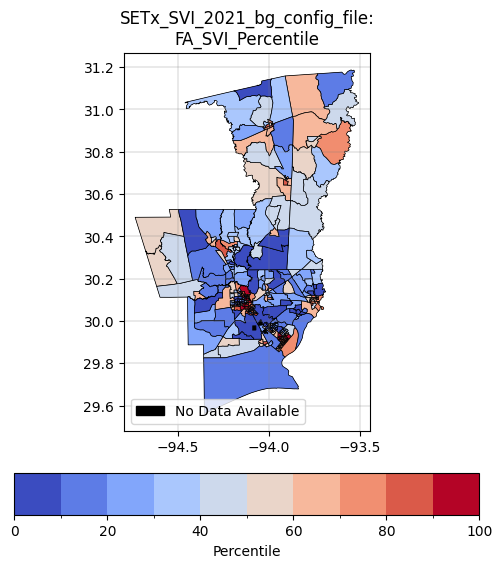 SETx_SVI_2021_bg_config_file:
FA_SVI_Percentile
31.2
31.0
30.8
30.6
30.4
30.2
30.0
29.8
29.6
No Data Available
−94.5 −94.0 −93.5
0 20 40 60 80 100
Percentile